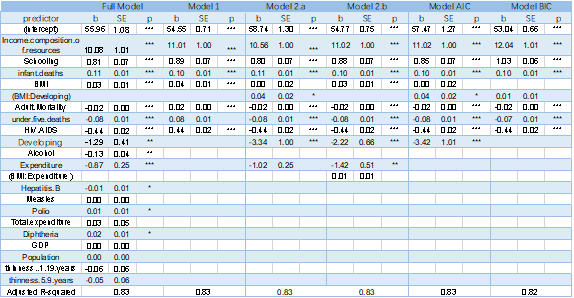 Full Model Model 1 Model 2.a Model 2.b Model AIC Model BIC
predictor b SE p b SE p b SE p b SE p b SE p b SE p
(Intercept) 55.96 1.08 *** 54.55 0.71 *** 58.74 1.30 *** 54.77 0.75 *** 57.47 1.27 *** 53.04 0.66 ***
Income.composition.o
f.resources 10.08 1.01 *** 11.01 1.00 *** 10.56 1.00 *** 11.02 1.00 *** 11.02 1.00 *** 12.04 1.01 ***
Schooling 0.81 0.07 *** 0.89 0.07 *** 0.80 0.07 *** 0.88 0.07 *** 0.85 0.07 *** 1.03 0.06 ***
infant.deaths 0.11 0.01 *** 0.10 0.01 *** 0.11 0.01 *** 0.10 0.01 *** 0.10 0.01 *** 0.10 0.01 ***
BMI 0.03 0.01 *** 0.04 0.01 *** 0.00 0.02 0.03 0.01 *** 0.00 0.02
(BMI:Developing) 0.04 0.02 * 0.04 0.02 * 0.01 0.01
Adult.Mortality -0.02 0.00 *** -0.02 0.00 *** -0.02 0.00 *** -0.02 0.00 *** -0.02 0.00 *** -0.02 0.00 ***
under.five.deaths -0.08 0.01 *** 0.08 0.01 *** -0.08 0.01 *** -0.08 0.01 *** -0.08 0.01 *** -0.07 0.01 ***
HIV.AIDS -0.44 0.02 *** 0.44 0.02 *** -0.44 0.02 *** -0.44 0.02 *** -0.44 0.02 *** -0.44 0.02 ***
Developing -1.29 0.41 ** -3.34 1.00 *** -2.22 0.66 *** -3.42 1.01 ***
Alcohol -0.13 0.04 **
Expenditure -0.87 0.25 *** -1.02 0.25 -1.42 0.51 **
(BMI:Expenditure) 0.01 0.01
Hepatitis.B -0.01 0.01 *
Measles 0.00 0.00
Polio 0.01 0.01 *
Total.expenditure 0.03 0.05
Diphtheria 0.02 0.01 *
GDP 0.00 0.00
Population 0.00 0.00
thinness..1.19.years -0.06 0.06
thinness.5.9.years -0.05 0.06
Adjusted R-squared 0.83 0.83 0.83 0.83 0.83 0.82